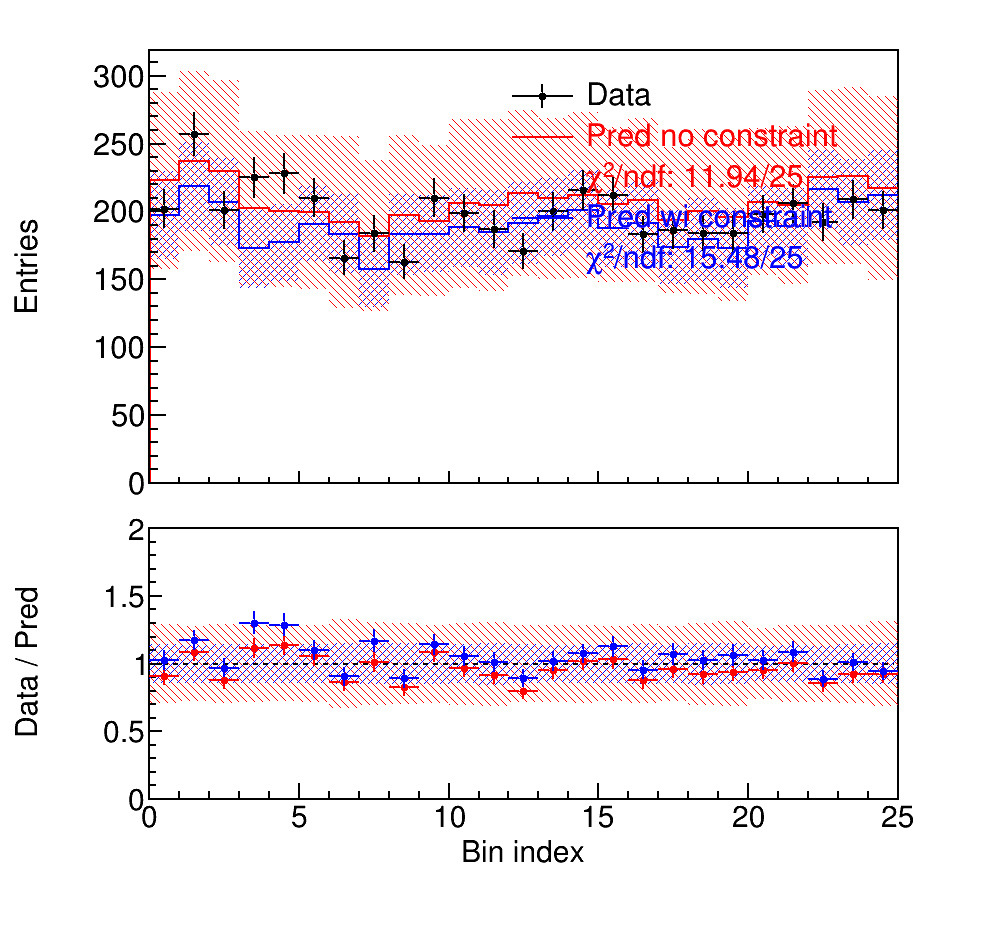 300
250
200
150
100
50
0
Entries
Data
Pred no constraint
χ²/ndf: 11.94/25
Pred wi constraint
χ²/ndf: 15.48/25
2
1.5
1
0.5
0
Data / Pred
0 5 10 15 20 25
Bin index